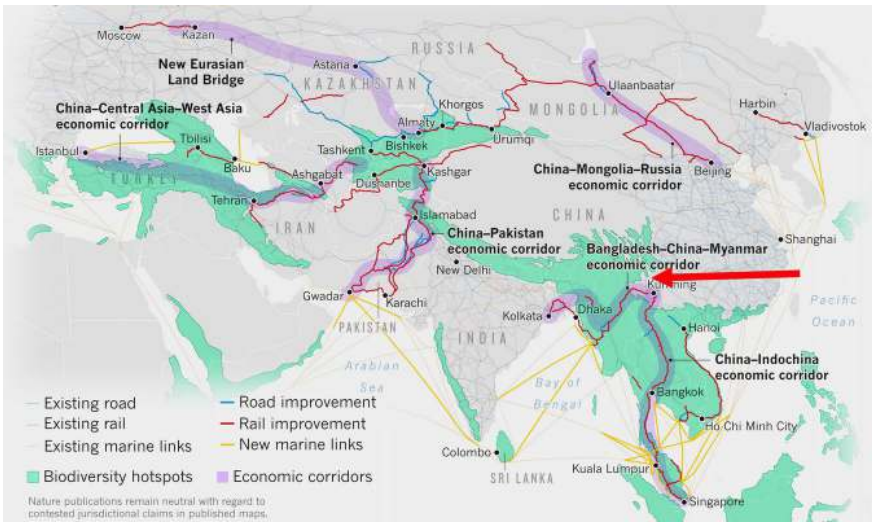 Moscow
Kazan
New Eurasian
Land Bridge
RUSSIA
Astana
KAZAKHSTAN
China–Central Asia–West Asia
economic corridor
Khorgos
Ulaanbaatar
MONGOLIA
Harbin
Vladivostok
Istanbul
Tbilisi
Almaty
Bishkek
Tashkent
Urumqi
TURKEY
Baku
Ashgabat
Dushanbe
Kashgar
China–Mongolia–Russia
economic corridor
Beijing
Tehran
IRAN
Islamabad
CHINA
China–Pakistan
economic corridor
Bangladesh–China–Myanmar
economic corridor
Shanghai
New Delhi
Gwadar
Karachi
PAKISTAN
Kolkata
Dhaka
INDIA
Hanoi
Pacific
Ocean
Arabian
Sea
Bay of
Bengal
China–Indochina
economic corridor
Bangkok
Ho Chi Minh City
Colombo
SRI LANKA
Kuala Lumpur
Singapore
Existing road
Road improvement
Existing rail
Rail improvement
Existing marine links
New marine links
Biodiversity hotspots
Economic corridors
Nature publications remain neutral with regard to
contested jurisdictional claims in published maps.